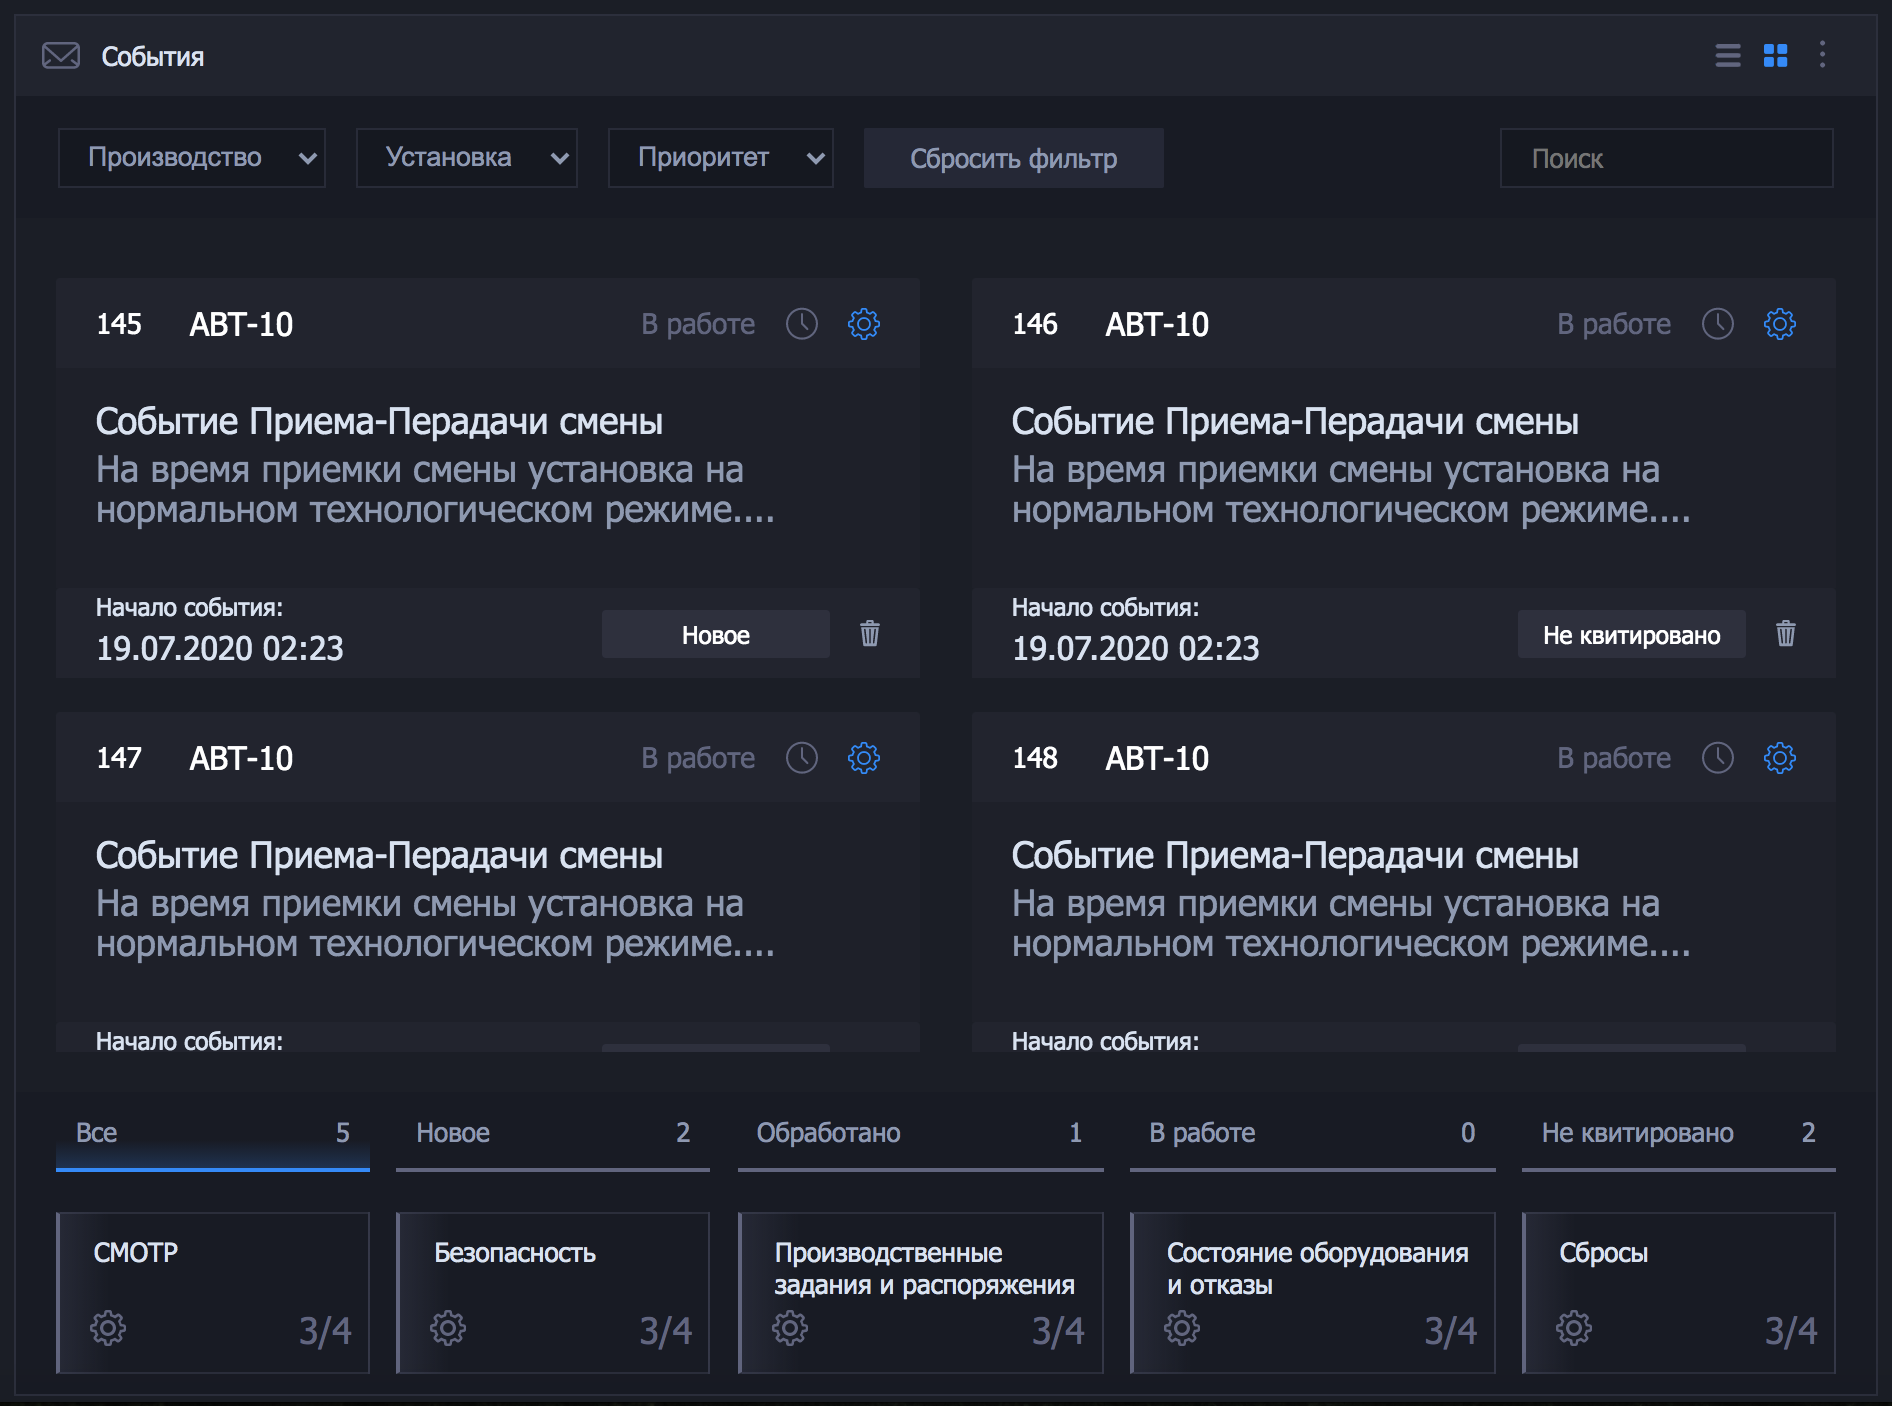 События
Производство
Установка
Приоритет
Сбросить фильтр
Поиск
145 АВТ-10 В работе
Событие Приема-Перадачи смены
На время приемки смены установка на
нормальном технологическом режиме....
Начало события:
19.07.2020 02:23
Новое
146 АВТ-10 В работе
Событие Приема-Перадачи смены
На время приемки смены установка на
нормальном технологическом режиме....
Начало события:
19.07.2020 02:23
Не квитировано
147 АВТ-10 В работе
Событие Приема-Перадачи смены
На время приемки смены установка на
нормальном технологическом режиме....
Начало события:
148 АВТ-10 В работе
Событие Приема-Перадачи смены
На время приемки смены установка на
нормальном технологическом режиме....
Начало события:
Все 5
Новое 2
Обработано 1
В работе 0
Не квитировано 2
СМОТР
3/4
Безопасность
3/4
Производственные
задания и распоряжения
3/4
Состояние оборудования
и отказы
3/4
Сбросы
3/4